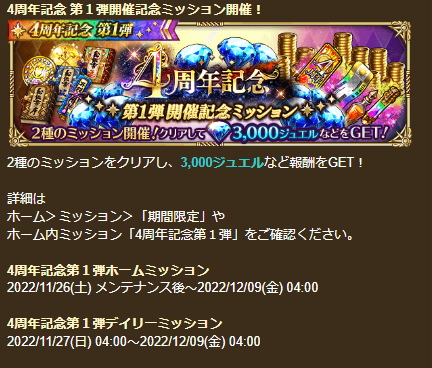 4周年記念 第１弾開催記念ミッション開催！
4周年記念 第1弾
4周年記念
第1弾開催記念ミッション
2種のミッション開催！クリアして 3,000ジュエルなどをGET！
2種のミッションをクリアし、3,000ジュエルなど報酬をGET！
詳細は
ホーム＞ミッション＞「期間限定」や
ホーム内ミッション「4周年記念第１弾」をご確認ください。
4周年記念第１弾ホームミッション
2022/11/26(土) メンテナンス後～2022/12/09(金) 04:00
4周年記念第１弾デイリーミッション
2022/11/27(日) 04:00～2022/12/09(金) 04:00